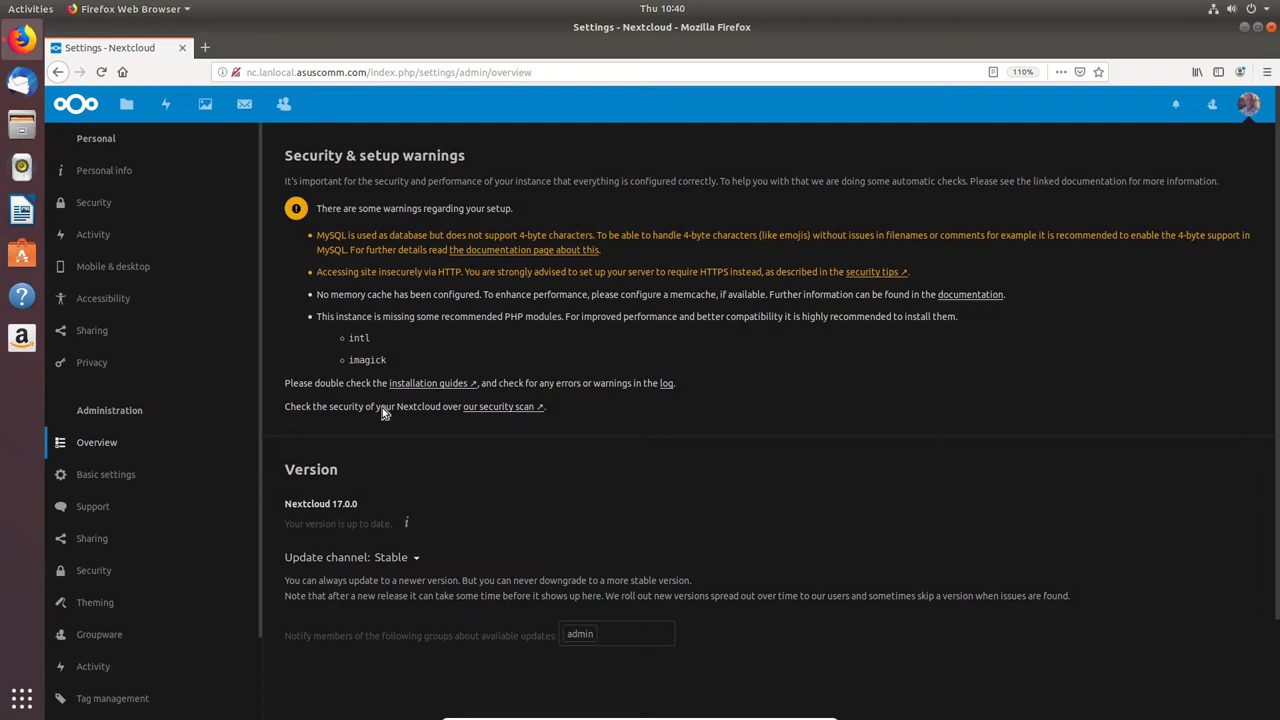 Activities Firefox Web Browser Thu 10:40
Settings - Nextcloud - Mozilla Firefox
Settings - Nextcloud
nc.lanlocal.asuscomm.com/index.php/settings/admin/overview 110%
Personal
Personal info
Security
Activity
Mobile & desktop
Accessibility
Sharing
Privacy
Administration
Overview
Basic settings
Support
Sharing
Security
Theming
Groupware
Activity
Tag management
Security & setup warnings
It's important for the security and performance of your instance that everything is configured correctly. To help you with that we are doing some automatic checks. Please see the linked documentation for more information.
There are some warnings regarding your setup.
• MySQL is used as database but does not support 4-byte characters. To be able to handle 4-byte characters (like emojis) without issues in filenames or comments for example it is recommended to enable the 4-byte support in
MySQL. For further details read the documentation page about this.
• Accessing site insecurely via HTTP. You are strongly advised to set up your server to require HTTPS instead, as described in the security tips ↗.
• No memory cache has been configured. To enhance performance, please configure a memcache, if available. Further information can be found in the documentation.
• This instance is missing some recommended PHP modules. For improved performance and better compatibility it is highly recommended to install them.
◦ intl
◦ imagick
Please double check the installation guides ↗, and check for any errors or warnings in the log.
Check the security of your Nextcloud over our security scan ↗.
Version
Nextcloud 17.0.0
Your version is up to date. i
Update channel: Stable
You can always update to a newer version. But you can never downgrade to a more stable version.
Note that after a new release it can take some time before it shows up here. We roll out new versions spread out over time to our users and sometimes skip a version when issues are found.
Notify members of the following groups about available updates: admin